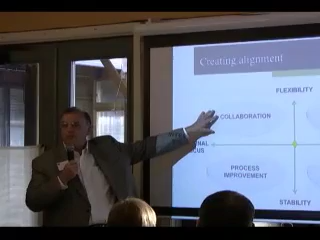 Creating alignment
FLEXIBILITY
COLLABORATION
PROCESS
IMPROVEMENT
STABILITY